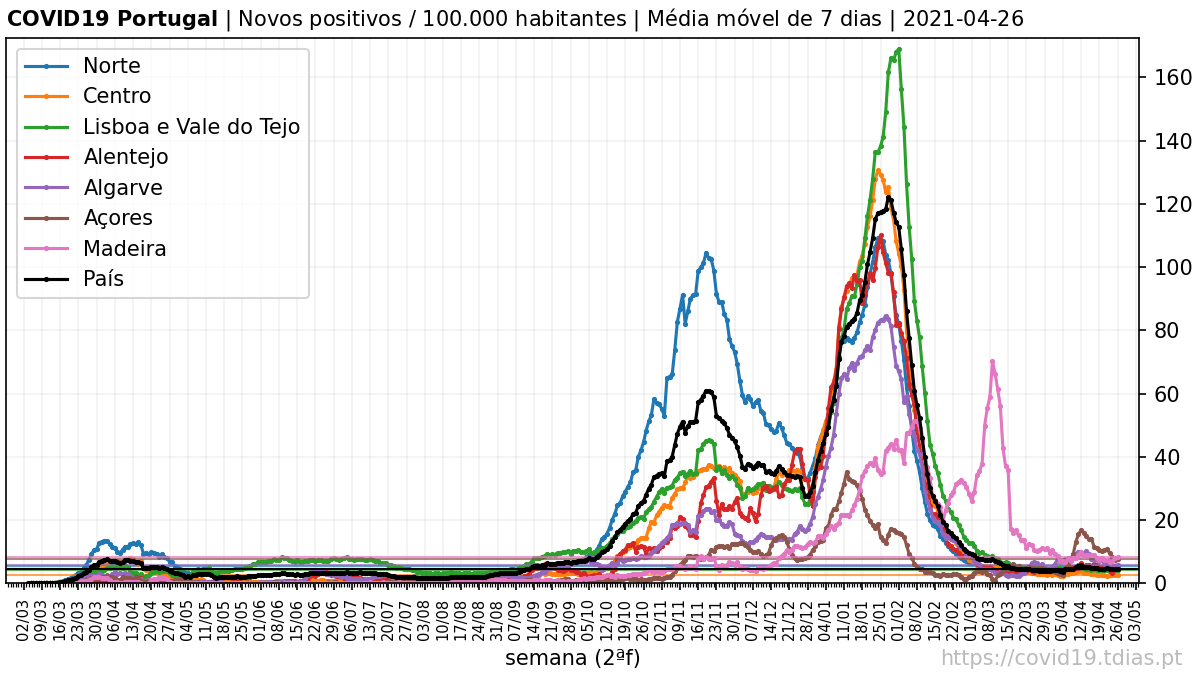 COVID19 Portugal | Novos positivos / 100.000 habitantes | Média móvel de 7 dias | 2021-04-26
Norte
Centro
Lisboa e Vale do Tejo
Alentejo
Algarve
Açores
Madeira
País
160
140
120
100
80
60
40
20
0
02/03 09/03 16/03 23/03 30/03 06/04 13/04 20/04 27/04 04/05 11/05 18/05 25/05 01/06 08/06 15/06 22/06 29/06 06/07 13/07 20/07 27/07 03/08 10/08 17/08 24/08 31/08 07/09 14/09 21/09 28/09 05/10 12/10 19/10 26/10 02/11 09/11 16/11 23/11 30/11 07/12 14/12 21/12 28/12 04/01 11/01 18/01 25/01 01/02 08/02 15/02 22/02 01/03 08/03 15/03 22/03 29/03 05/04 12/04 19/04 26/04 03/05
semana (2ªf)
https://covid19.tdias.pt